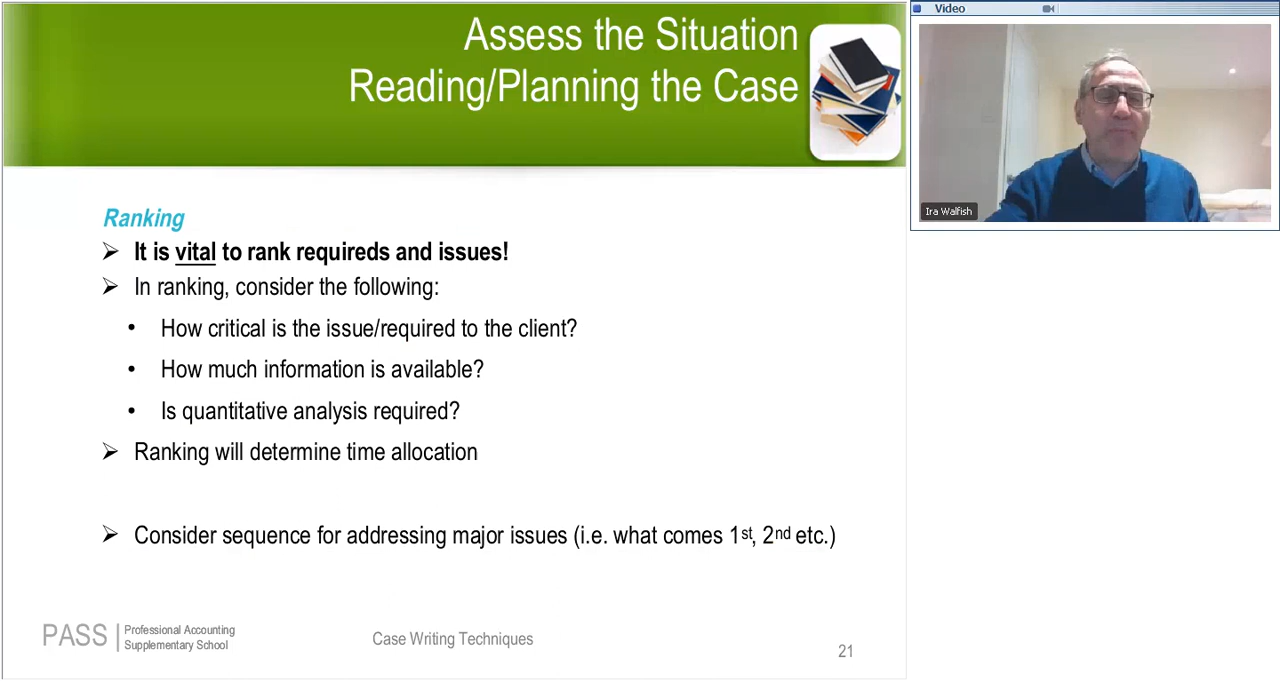 Assess the Situation
Reading/Planning the Case
Video
Ira Walfish
Ranking
➢ It is vital to rank requireds and issues!
➢ In ranking, consider the following:
• How critical is the issue/required to the client?
• How much information is available?
• Is quantitative analysis required?
➢ Ranking will determine time allocation
➢ Consider sequence for addressing major issues (i.e. what comes 1st, 2nd etc.)
PASS
Professional Accounting
Supplementary School
Case Writing Techniques
21